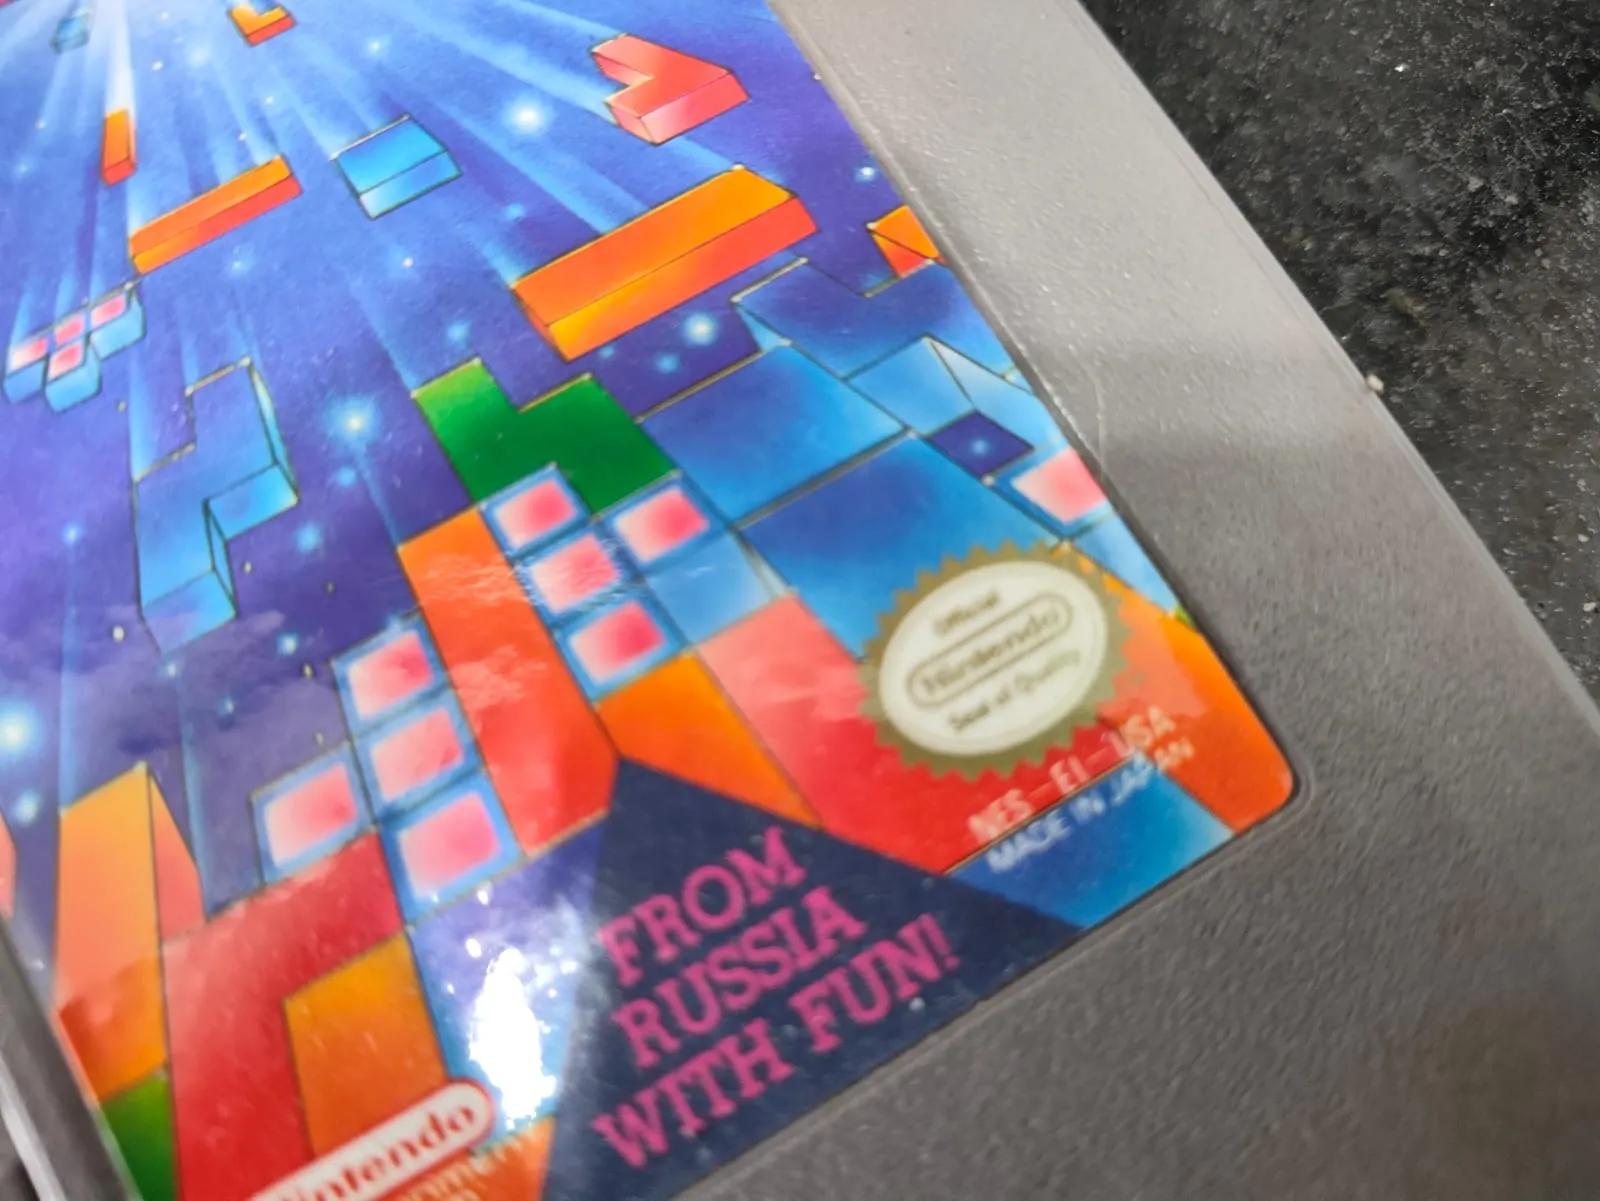 Official
Nintendo
Seal of Quality
NES-EI-USA
MADE IN JAPAN
FROM
RUSSIA
WITH FUN!
Nintendo